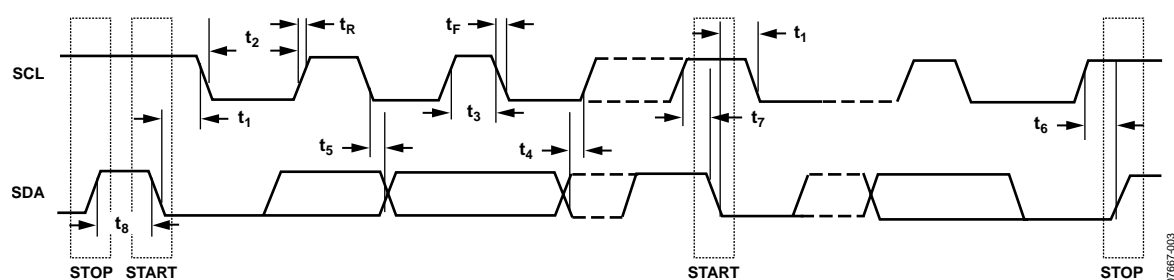 t2
tR
tF
t1
SCL
t1
t3
t7
t6
t5
t4
SDA
t8
STOP
START
START
STOP
07667-003